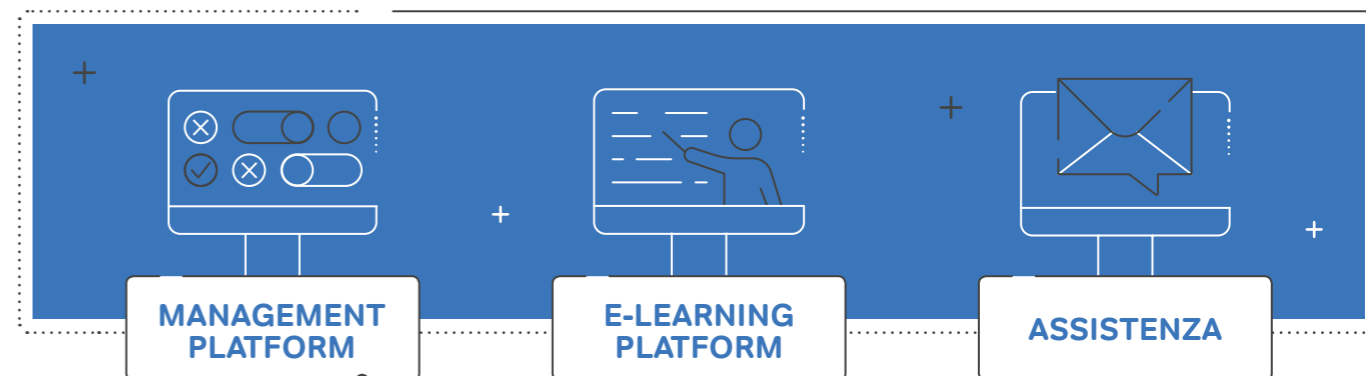 MANAGEMENT
PLATFORM
E-LEARNING
PLATFORM
ASSISTENZA